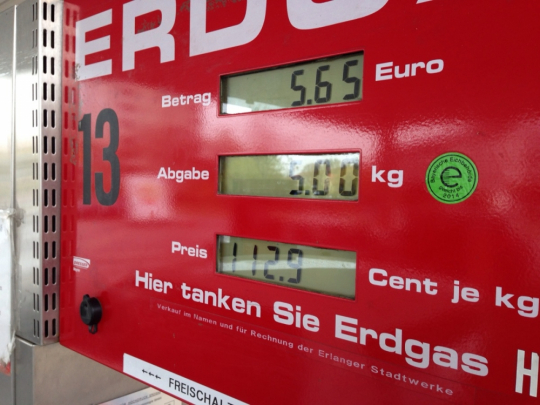 ERDG
Betrag 5.65 Euro
13
Abgabe 5.00 kg
e
2014
Preis 112.9 Cent je kg
Hier tanken Sie Erdgas
Verkauf im Namen und für Rechnung der Erlanger Stadtwerke
H
←←← FREISCHALT